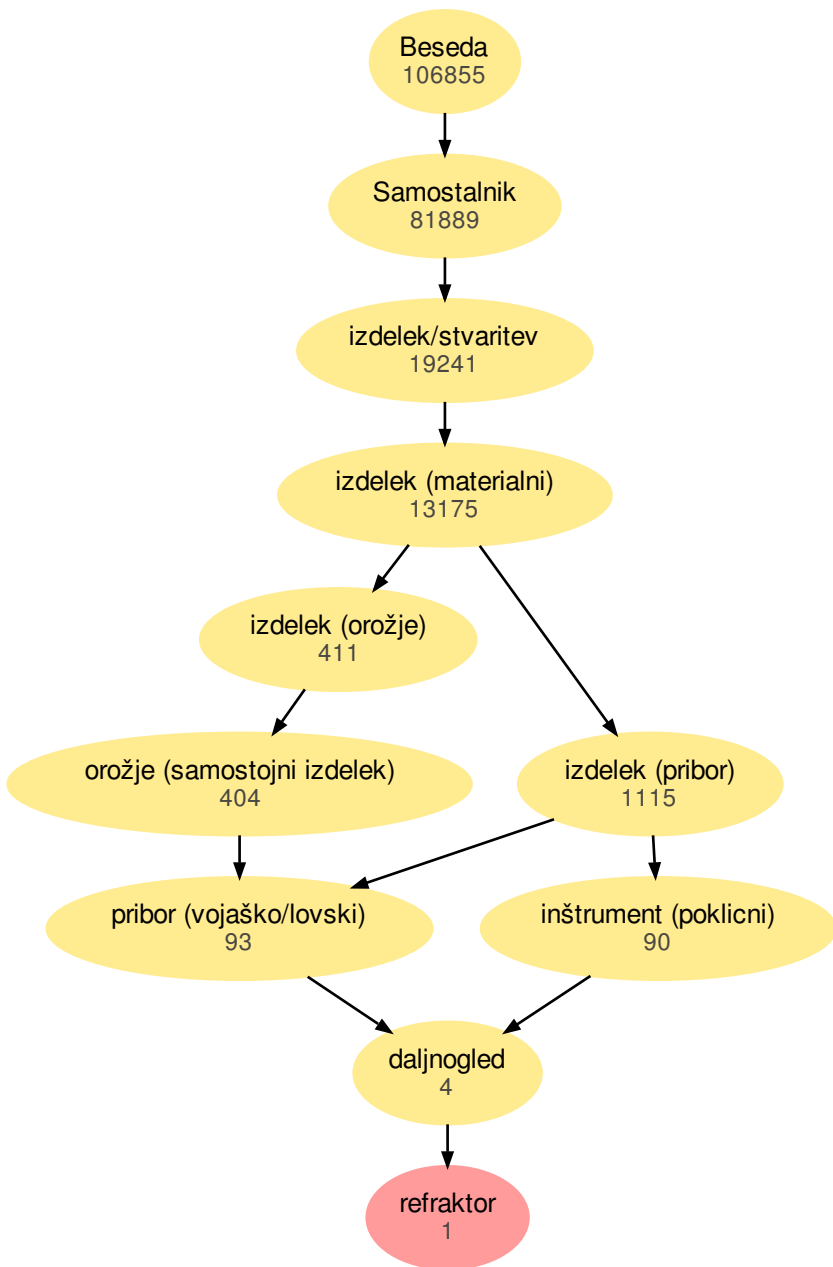 Beseda
106855
Samostalnik
81889
izdelek/stvaritev
19241
izdelek (materialni)
13175
izdelek (orožje)
411
orožje (samostojni izdelek)
404
izdelek (pribor)
1115
pribor (vojaško/lovski)
93
inštrument (poklicni)
90
daljnogled
4
refraktor
1